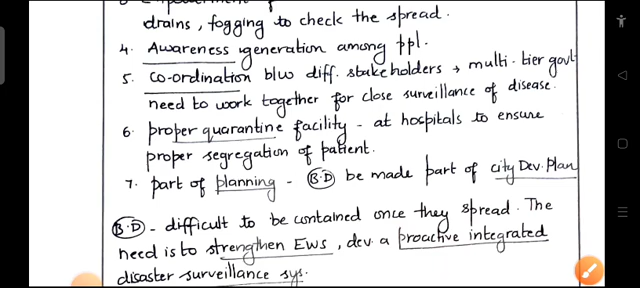 drains, fogging to check the spread.
4. Awareness generation among ppl.
5. co-ordination b/w diff. stakeholders → multi-tier govt
need to work together for close surveillance of disease.
6. proper quarantine facility - at hospitals to ensure
proper segregation of patient.
7. part of planning - B.D be made part of city Dev. Plan
B.D - difficult to be contained once they spread. The
need is to strengthen EWS, dev. a proactive integrated
disaster surveillance sys.